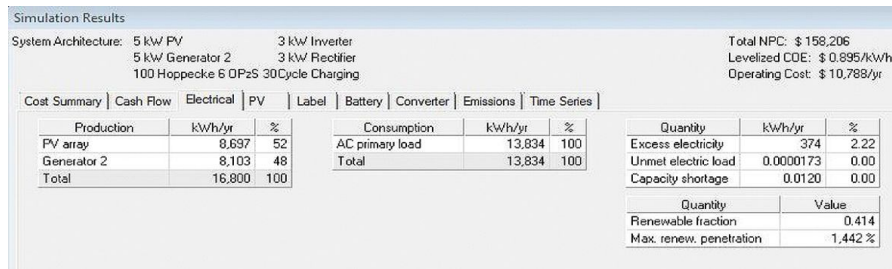 Simulation Results
System Architecture: 5 kW PV 3 kW Inverter Total NPC: $ 158,206
5 kW Generator 2 3 kW Rectifier Levelized COE: $ 0.895/kWh
100 Hoppecke 6 OPzS 30Cycle Charging Operating Cost: $ 10,788/yr
Cost Summary Cash Flow Electrical PV Label Battery Converter Emissions Time Series
Production kWh/yr % Consumption kWh/yr % Quantity kWh/yr %
PV array 8,697 52 AC primary load 13,834 100 Excess electricity 374 2.22
Generator 2 8,103 48 Total 13,834 100 Unmet electric load 0.0000173 0.00
Total 16,800 100 Capacity shortage 0.0120 0.00
Quantity Value
Renewable fraction 0.414
Max. renew. penetration 1,442 %